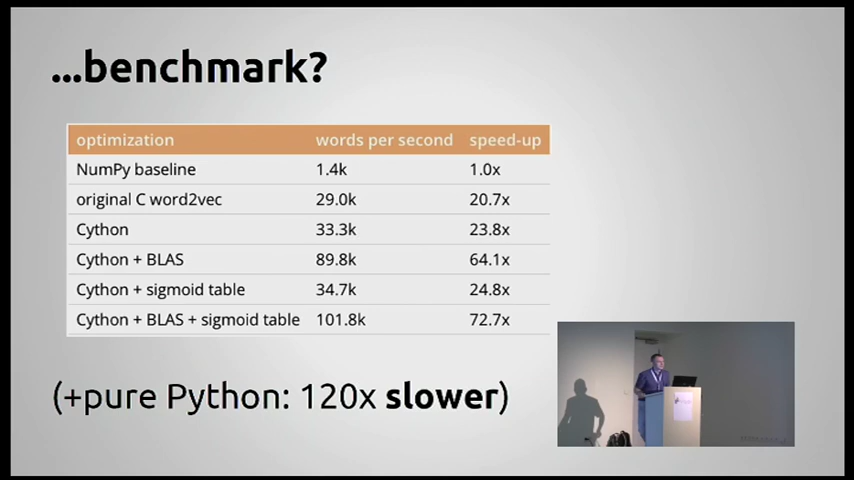 ...benchmark?
optimization words per second speed-up
NumPy baseline 1.4k 1.0x
original C word2vec 29.0k 20.7x
Cython 33.3k 23.8x
Cython + BLAS 89.8k 64.1x
Cython + sigmoid table 34.7k 24.8x
Cython + BLAS + sigmoid table 101.8k 72.7x
(+pure Python: 120x slower)